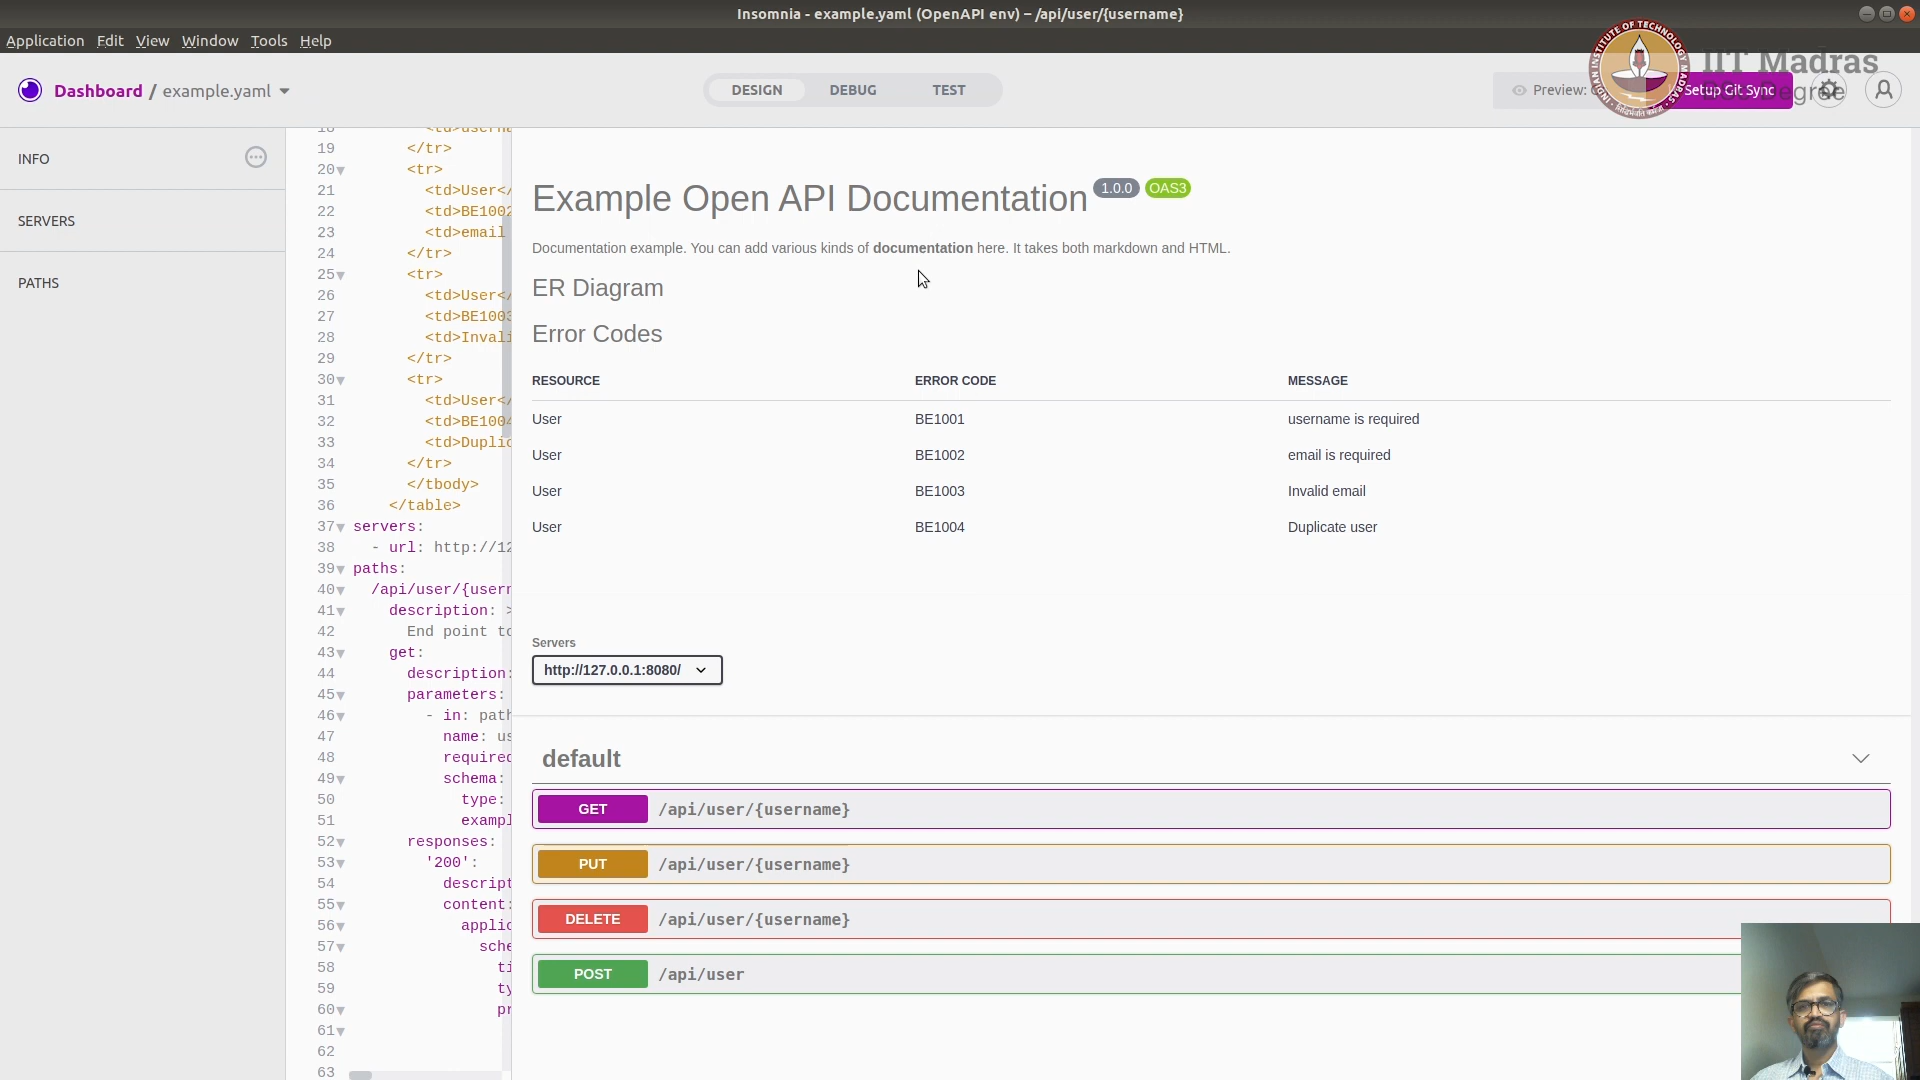 Insomnia - example.yaml (OpenAPI env) – /api/user/{username}
Application Edit View Window Tools Help
Dashboard / example.yaml
DESIGN DEBUG TEST
Preview:
Setup Git Sync
IIT Madras
Degree
INFO
SERVERS
PATHS
19 </tr>
20 <tr>
21 <td>User</
22 <td>BE1002
23 <td>email
24 </tr>
25 <tr>
26 <td>User</
27 <td>BE1003
28 <td>Invali
29 </tr>
30 <tr>
31 <td>User</
32 <td>BE1004
33 <td>Duplic
34 </tr>
35 </tbody>
36 </table>
37 servers:
38 - url: http://12
39 paths:
40 /api/user/{usern
41 description: >
42 End point to
43 get:
44 description:
45 parameters:
46 - in: path
47 name: us
48 required
49 schema:
50 type:
51 exampl
52 responses:
53 '200':
54 descript
55 content:
56 applic
57 sche
58 ti
59 ty
60 pr
61
62
63
Example Open API Documentation 1.0.0 OAS3
Documentation example. You can add various kinds of documentation here. It takes both markdown and HTML.
ER Diagram
Error Codes
RESOURCE ERROR CODE MESSAGE
User BE1001 username is required
User BE1002 email is required
User BE1003 Invalid email
User BE1004 Duplicate user
Servers
http://127.0.0.1:8080/
default
GET /api/user/{username}
PUT /api/user/{username}
DELETE /api/user/{username}
POST /api/user